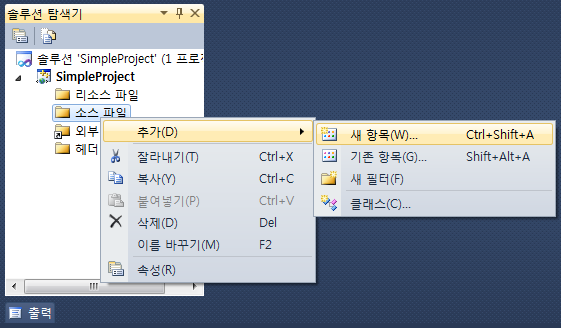 솔루션 탐색기
솔루션 'SimpleProject' (1 프로젝
SimpleProject
리소스 파일
소스 파일
외부
헤더
추가(D)
잘라내기(T) Ctrl+X
복사(Y) Ctrl+C
붙여넣기(P) Ctrl+V
삭제(D) Del
이름 바꾸기(M) F2
속성(R)
새 항목(W)... Ctrl+Shift+A
기존 항목(G)... Shift+Alt+A
새 필터(F)
클래스(C)...
출력